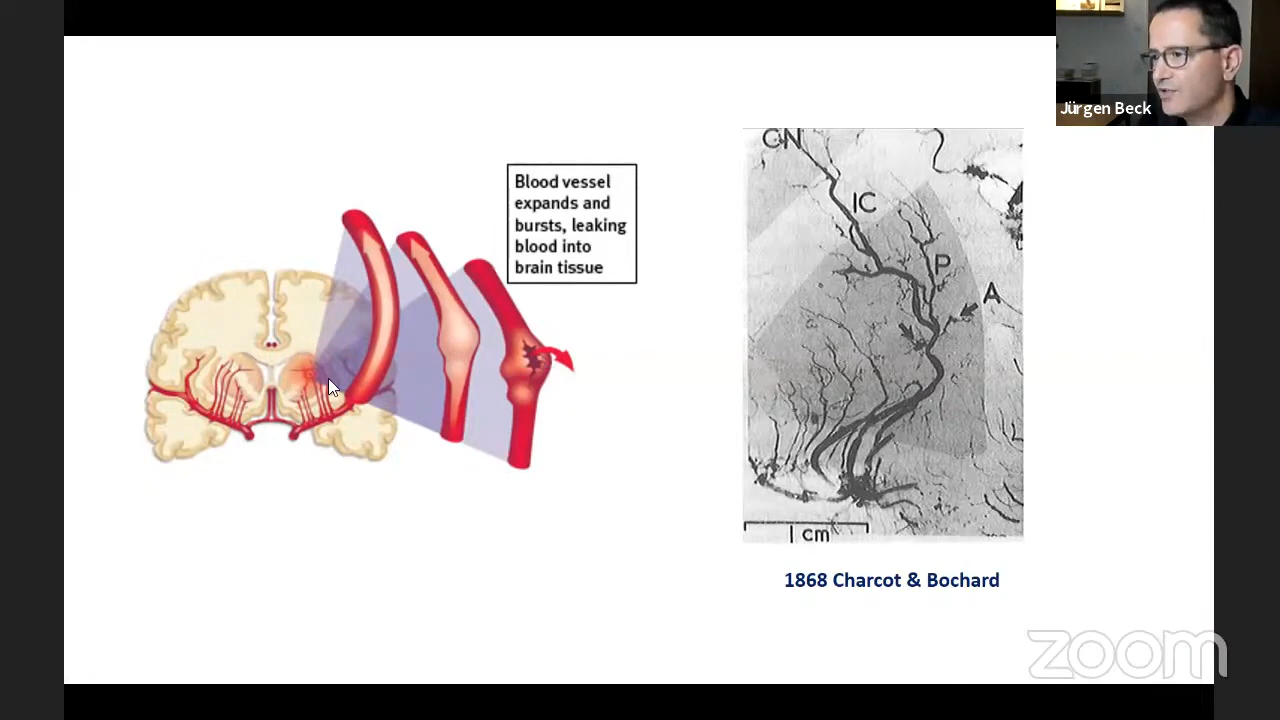 Jürgen Beck
Blood vessel
expands and
bursts, leaking
blood into
brain tissue
CN
IC
P
A
1 cm
1868 Charcot & Bochard
zoom